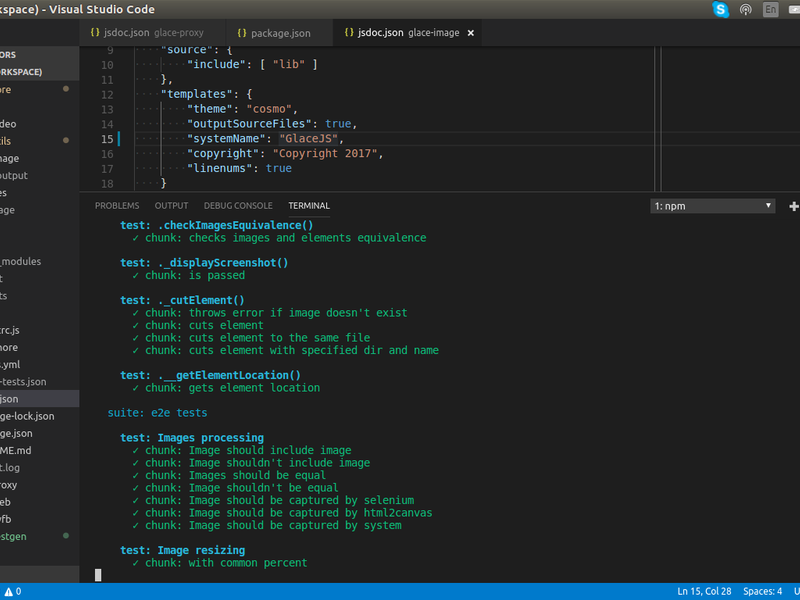 kspace) - Visual Studio Code
En
jsdoc.json glace-proxy
package.json
jsdoc.json glace-image ×
ORS
RKSPACE)
ore
deo
ils
nage
output
es
age
_modules
t
ts
trc.js
nore
s.yml
-tests.json
json
ge-lock.json
ge.json
ME.md
t.log
roxy
eb
vfb
estgen
9 "source": {
10 "include": [ "lib" ]
11 },
12 "templates": {
13 "theme": "cosmo",
14 "outputSourceFiles": true,
15 "systemName": "GlaceJS",
16 "copyright": "Copyright 2017",
17 "linenums": true
18 }
PROBLEMS OUTPUT DEBUG CONSOLE TERMINAL 1: npm
test: .checkImagesEquivalence()
✓ chunk: checks images and elements equivalence
test: ._displayScreenshot()
✓ chunk: is passed
test: ._cutElement()
✓ chunk: throws error if image doesn't exist
✓ chunk: cuts element
✓ chunk: cuts element to the same file
✓ chunk: cuts element with specified dir and name
test: .__getElementLocation()
✓ chunk: gets element location
suite: e2e tests
test: Images processing
✓ chunk: Image should include image
✓ chunk: Image shouldn't include image
✓ chunk: Images should be equal
✓ chunk: Images shouldn't be equal
✓ chunk: Image should be captured by selenium
✓ chunk: Image should be captured by html2canvas
✓ chunk: Image should be captured by system
test: Image resizing
✓ chunk: with common percent
0 Ln 15, Col 28 Spaces: 4 U